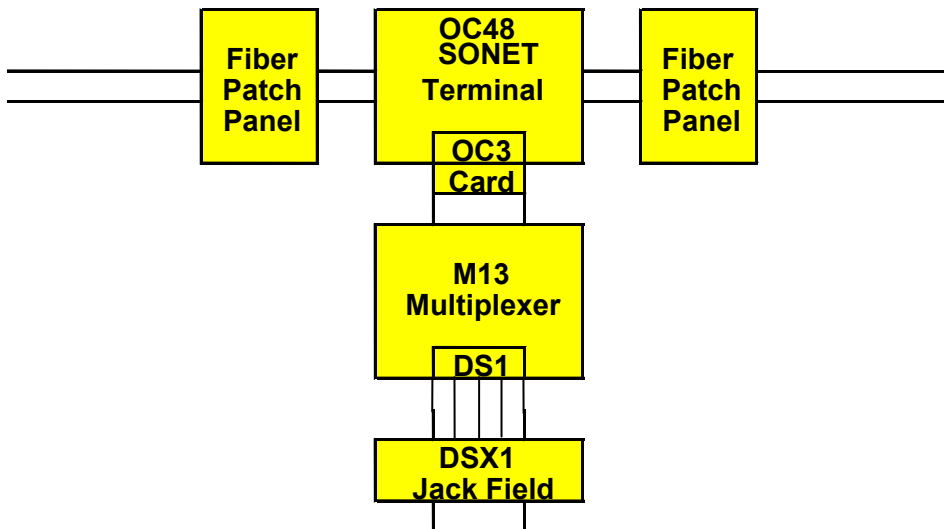 Fiber
Patch
Panel
OC48
SONET
Terminal
Fiber
Patch
Panel
OC3
Card
M13
Multiplexer
DS1
DSX1
Jack Field